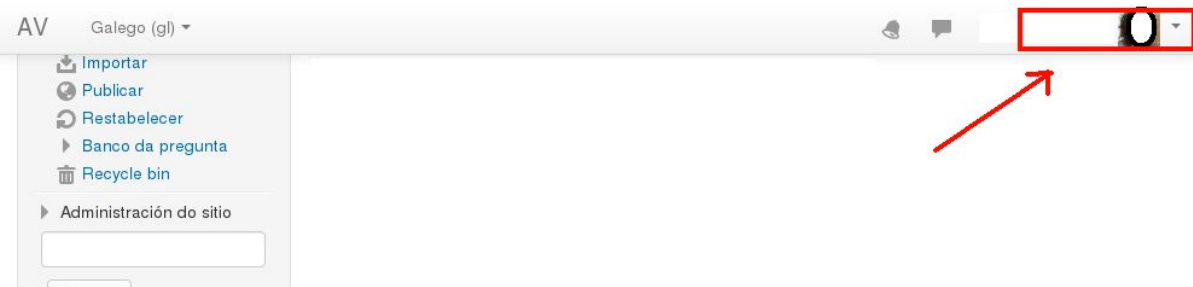 AV Galego (gl)
Importar
Publicar
Restabelecer
Banco da pregunta
Recycle bin
Administración do sitio